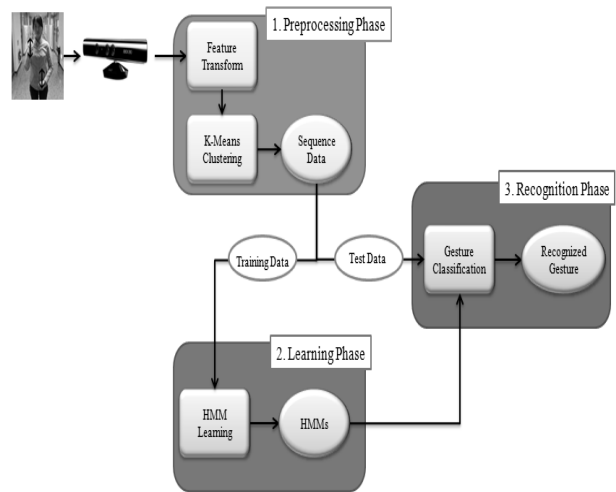 1. Preprocessing Phase
Feature
Transform
K-Means
Clustering
Sequence
Data
3. Recognition Phase
Training Data
Test Data
Gesture
Classification
Recognized
Gesture
2. Learning Phase
HMM
Learning
HMMs